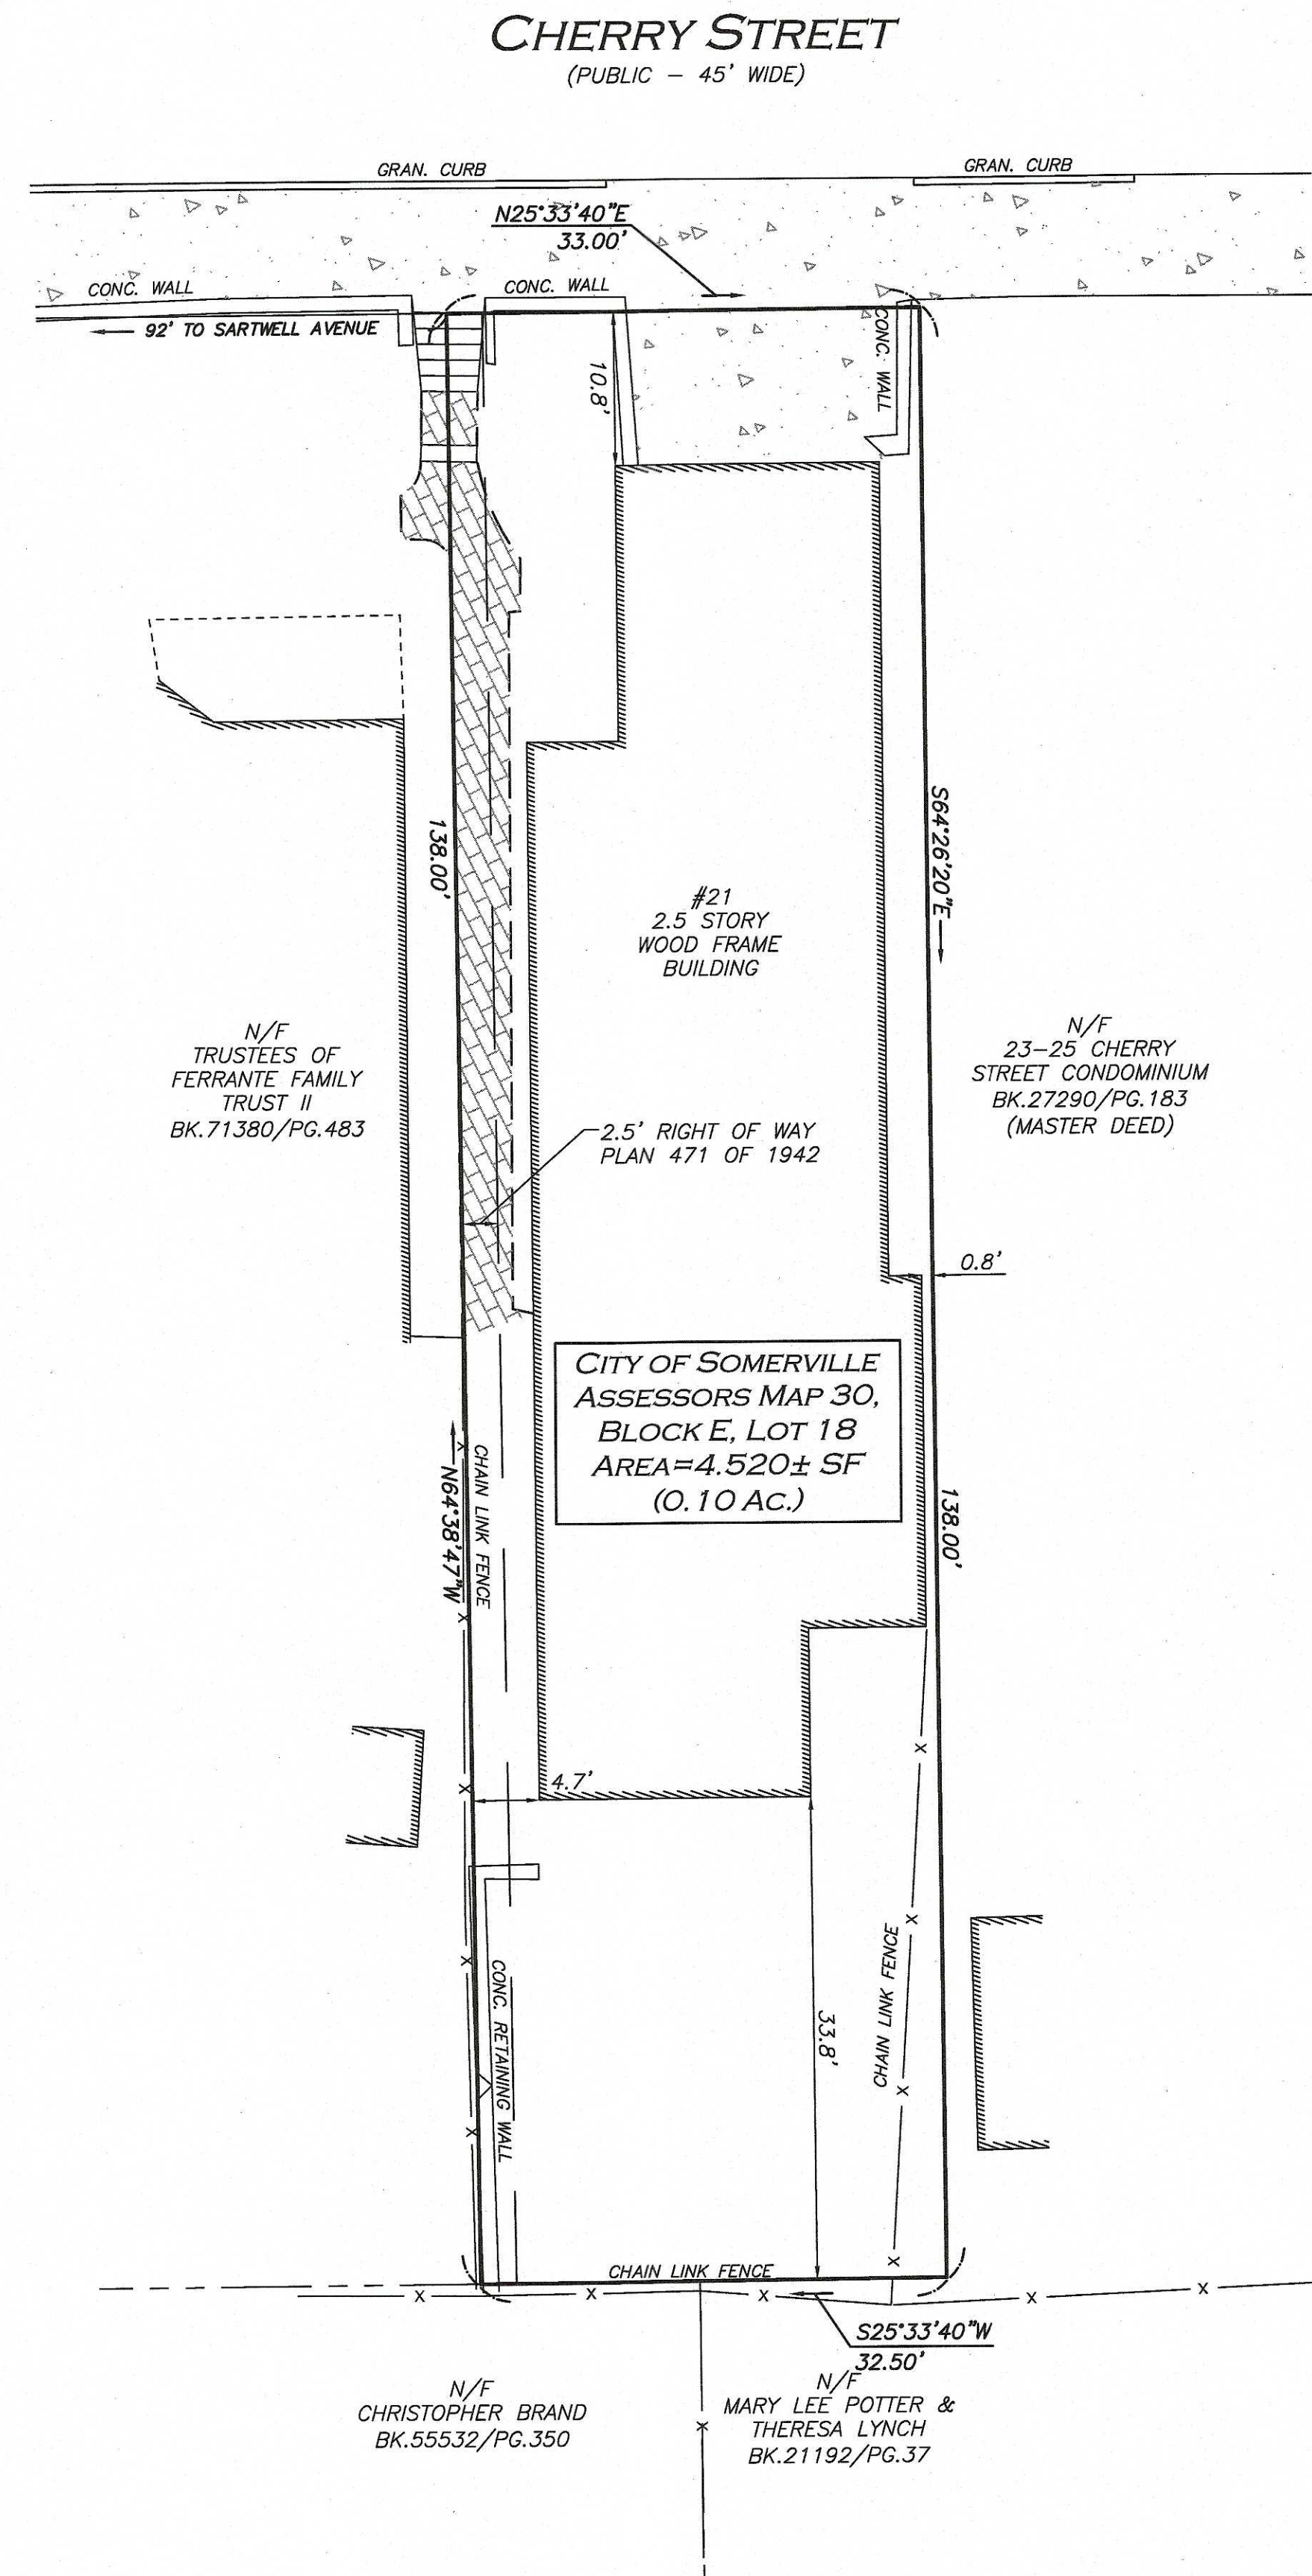 CHERRY STREET
(PUBLIC – 45' WIDE)
GRAN. CURB
GRAN. CURB
N25°33'40"E
33.00'
CONC. WALL
CONC. WALL
92' TO SARTWELL AVENUE
CONC. WALL
10.8'
138.00'
S64°26'20"E
#21
2.5 STORY
WOOD FRAME
BUILDING
N/F
TRUSTEES OF
FERRANTE FAMILY
TRUST II
BK.71380/PG.483
N/F
23–25 CHERRY
STREET CONDOMINIUM
BK.27290/PG.183
(MASTER DEED)
2.5' RIGHT OF WAY
PLAN 471 OF 1942
0.8'
CITY OF SOMERVILLE
ASSESSORS MAP 30,
BLOCK E, LOT 18
AREA=4.520± SF
(0.10 AC.)
CHAIN LINK FENCE
N64°38'47"W
138.00'
4.7'
CONC. RETAINING WALL
33.8'
CHAIN LINK FENCE
CHAIN LINK FENCE
S25°33'40"W
32.50'
N/F
CHRISTOPHER BRAND
BK.55532/PG.350
N/F
MARY LEE POTTER &
THERESA LYNCH
BK.21192/PG.37